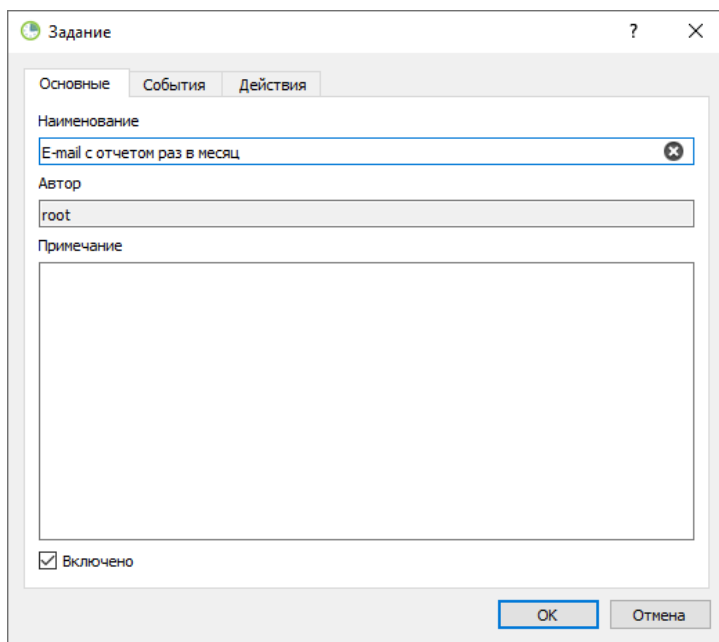 Задание ?
Основные События Действия
Наименование
E-mail с отчетом раз в месяц
Автор
root
Примечание
Включено
OK Отмена